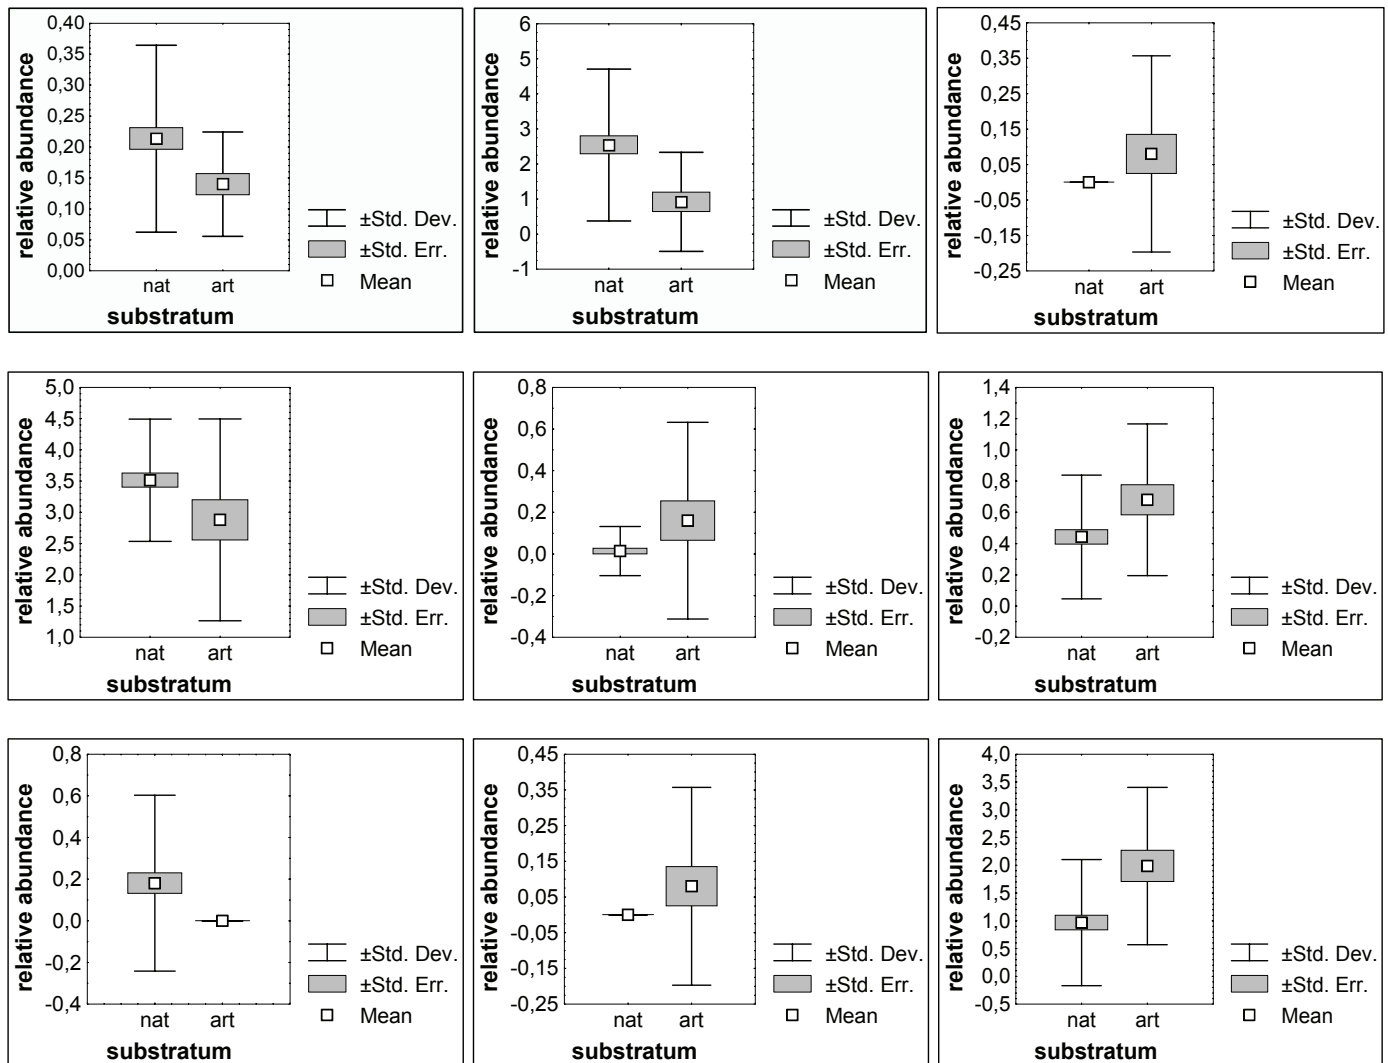 relative abundance
0,40
0,35
0,30
0,25
0,20
0,15
0,10
0,05
0,00
nat art
substratum
±Std. Dev.
±Std. Err.
Mean
relative abundance
6
5
4
3
2
1
0
-1
nat art
substratum
±Std. Dev.
±Std. Err.
Mean
relative abundance
0,45
0,35
0,25
0,15
0,05
-0,05
-0,15
-0,25
nat art
substratum
±Std. Dev.
±Std. Err.
Mean
relative abundance
5,0
4,5
4,0
3,5
3,0
2,5
2,0
1,5
1,0
nat art
substratum
±Std. Dev.
±Std. Err.
Mean
relative abundance
0,8
0,6
0,4
0,2
0,0
-0,2
-0,4
nat art
substratum
±Std. Dev.
±Std. Err.
Mean
relative abundance
1,4
1,2
1,0
0,8
0,6
0,4
0,2
0,0
-0,2
nat art
substratum
±Std. Dev.
±Std. Err.
Mean
relative abundance
0,8
0,6
0,4
0,2
0,0
-0,2
-0,4
nat art
substratum
±Std. Dev.
±Std. Err.
Mean
relative abundance
0,45
0,35
0,25
0,15
0,05
-0,05
-0,15
-0,25
nat art
substratum
±Std. Dev.
±Std. Err.
Mean
relative abundance
4,0
3,5
3,0
2,5
2,0
1,5
1,0
0,5
0,0
-0,5
nat art
substratum
±Std. Dev.
±Std. Err.
Mean